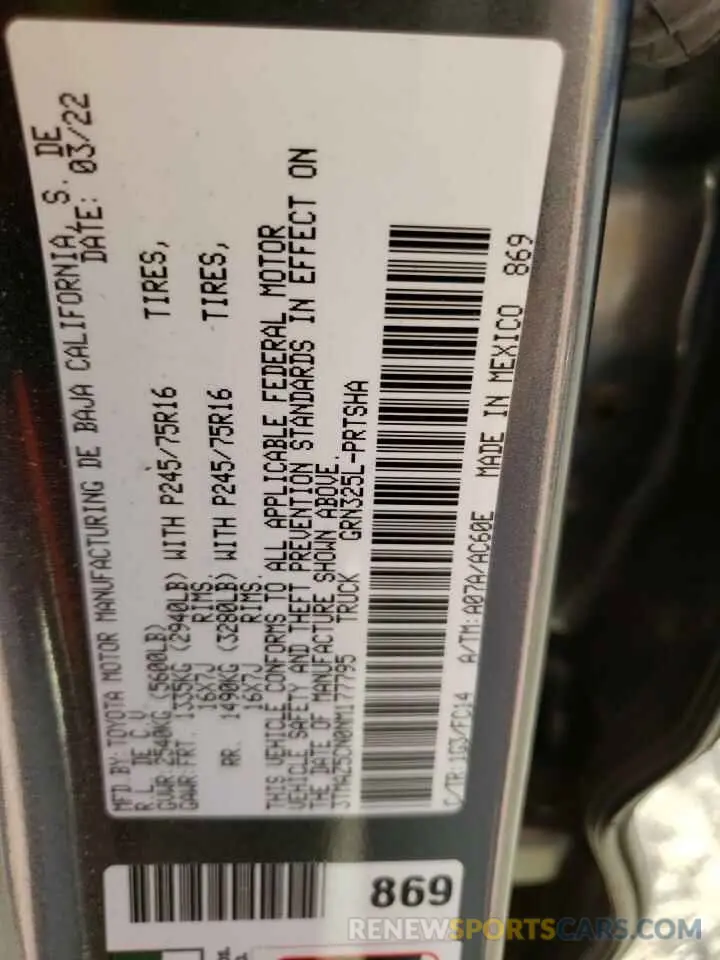 MFD BY: TOYOTA MOTOR MANUFACTURING DE BAJA CALIFORNIA, S. DE
R.L. DE C.V. DATE: 03/22
GVWR 2540KG (5600LB)
GAWR: FRT. 1335KG (2940LB) WITH P245/75R16 TIRES,
16X7J RIMS.
RR. 1490KG (3280LB) WITH P245/75R16 TIRES,
16X7J RIMS.
THIS VEHICLE CONFORMS TO ALL APPLICABLE FEDERAL MOTOR
VEHICLE SAFETY AND THEFT PREVENTION STANDARDS IN EFFECT ON
THE DATE OF MANUFACTURE SHOWN ABOVE.
3TMAZ5CN0NM177795 TRUCK GRN325L-PRTSHA
C/TR:1G3/FC14 A/TM:A07A/AC60E MADE IN MEXICO 869
869
RENEWSPORTSCARS.COM